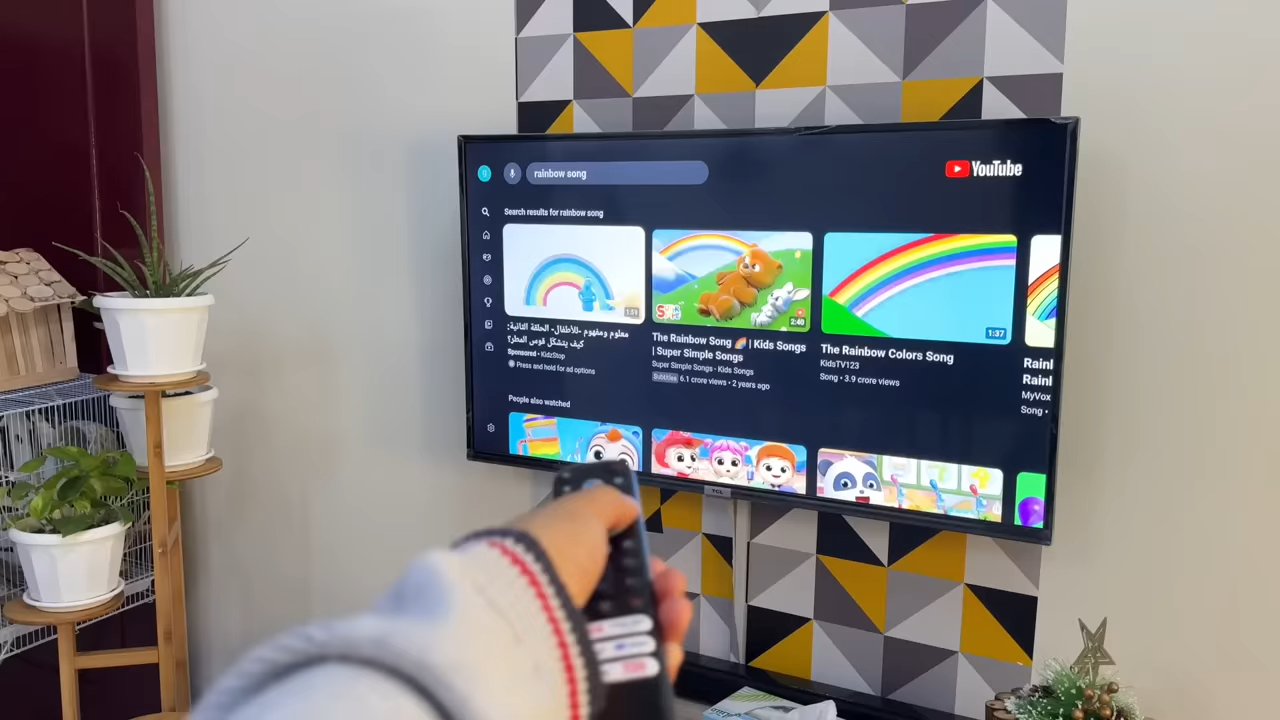 g
rainbow song
YouTube
Search results for rainbow song
1:51
معلوم ومفهوم -للأطفال- الحلقة الثانية:
كيف يتشكل قوس المطر؟
Sponsored • KidzStop
Press and hold for ad options
2:40
The Rainbow Song 🌈 | Kids Songs
| Super Simple Songs
Super Simple Songs - Kids Songs
Subtitles 6.1 crore views • 2 years ago
1:37
The Rainbow Colors Song
KidsTV123
Song • 3.9 crore views
Rainl
Rainl
MyVox
Song •
People also watched
TCL